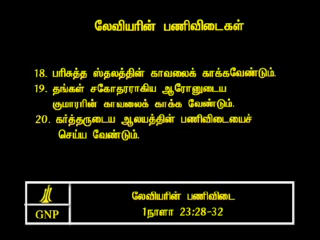 லேவியரின் பணிவிடைகள்
18. பரிசுத்த ஸ்தலத்தின் காவலைக் காக்கவேண்டும்.
19. தங்கள் சகோதரராகிய ஆரோனுடைய
குமாரரின் காவலைக் காக்க வேண்டும்.
20. கர்த்தருடைய ஆலயத்தின் பணிவிடையைச்
செய்ய வேண்டும்.
லேவியரின் பணிவிடை
GNP
1நாளா 23:28-32